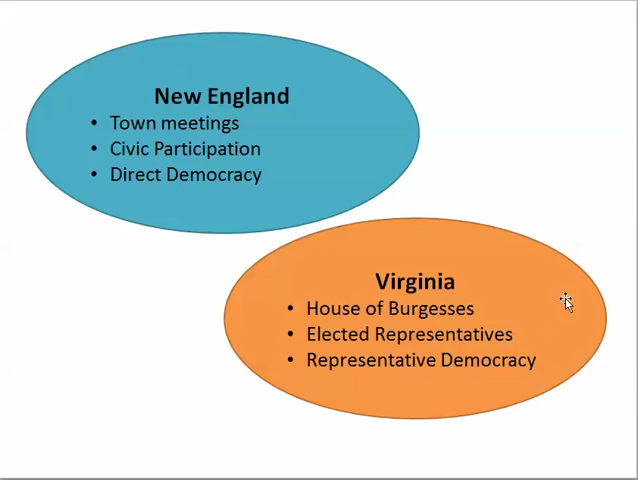 New England
• Town meetings
• Civic Participation
• Direct Democracy
Virginia
• House of Burgesses
• Elected Representatives
• Representative Democracy